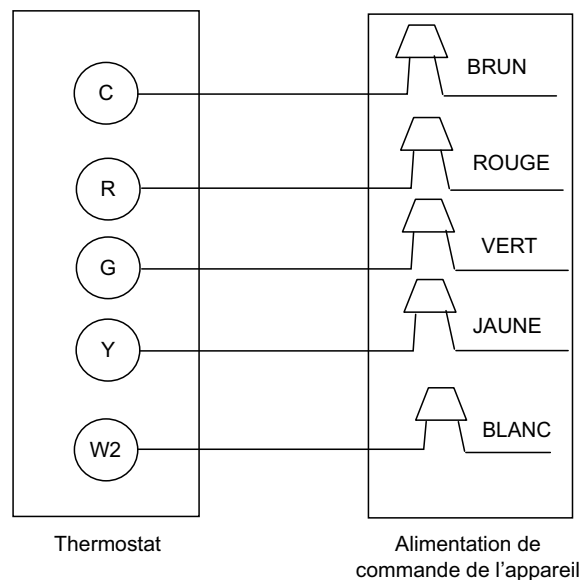 C
BRUN
R
ROUGE
G
VERT
Y
JAUNE
W2
BLANC
Thermostat
Alimentation de
commande de l'appareil